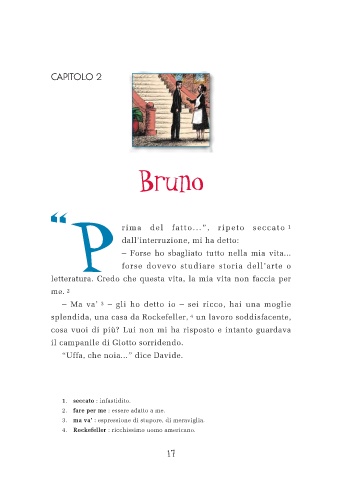 CAPITOLO 2
Bruno
“Prima del fatto...”, ripeto seccato 1
dall'interruzione, mi ha detto:
– Forse ho sbagliato tutto nella mia vita...
forse dovevo studiare storia dell'arte o
letteratura. Credo che questa vita, la mia vita non faccia per
me. 2
– Ma va' 3 – gli ho detto io – sei ricco, hai una moglie
splendida, una casa da Rockefeller, 4 un lavoro soddisfacente,
cosa vuoi di più? Lui non mi ha risposto e intanto guardava
il campanile di Giotto sorridendo.
“Uffa, che noia...” dice Davide.
1. seccato : infastidito.
2. fare per me : essere adatto a me.
3. ma va' : espressione di stupore, di meraviglia.
4. Rockefeller : ricchissimo uomo americano.
17